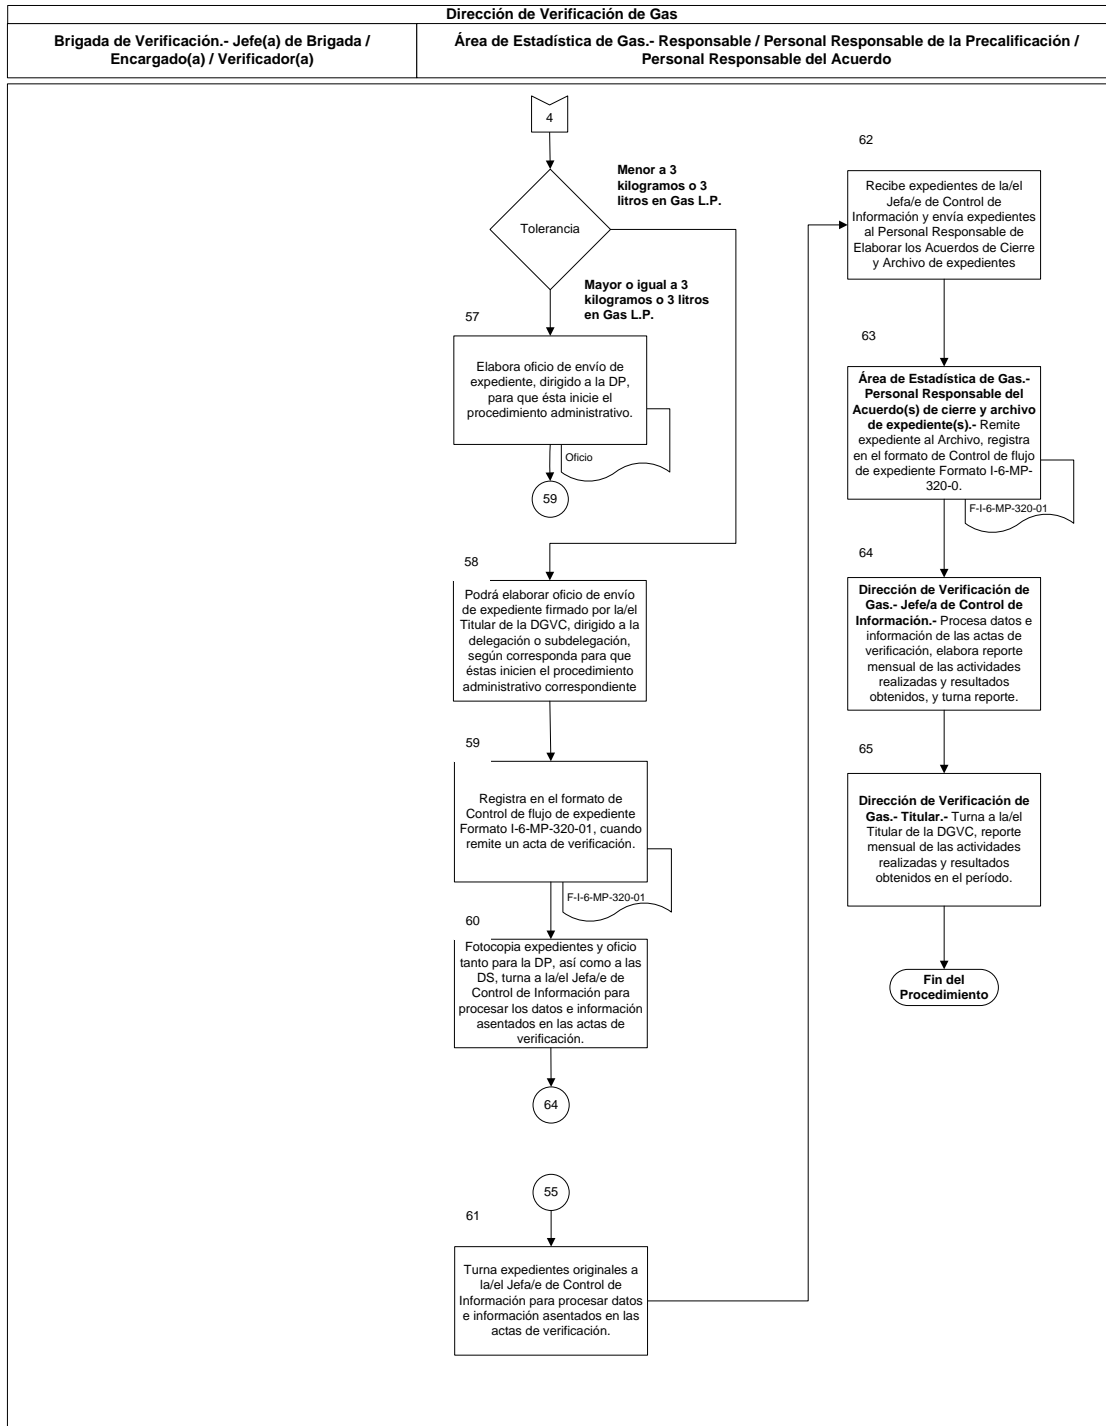 Dirección de Verificación de Gas
Brigada de Verificación.- Jefe(a) de Brigada /
Encargado(a) / Verificador(a)
Área de Estadística de Gas.- Responsable / Personal Responsable de la Precalificación /
Personal Responsable del Acuerdo
4
Tolerancia
Menor a 3
kilogramos o 3
litros en Gas L.P.
Mayor o igual a 3
kilogramos o 3 litros
en Gas L.P.
57
Elabora oficio de envío de
expediente, dirigido a la DP,
para que ésta inicie el
procedimiento administrativo.
Oficio
59
58
Podrá elaborar oficio de envío
de expediente firmado por la/el
Titular de la DGVC, dirigido a la
delegación o subdelegación,
según corresponda para que
éstas inicien el procedimiento
administrativo correspondiente
59
Registra en el formato de
Control de flujo de expediente
Formato I-6-MP-320-01, cuando
remite un acta de verificación.
F-I-6-MP-320-01
60
Fotocopia expedientes y oficio
tanto para la DP, así como a las
DS, turna a la/el Jefa/e de
Control de Información para
procesar los datos e información
asentados en las actas de
verificación.
64
55
61
Turna expedientes originales a
la/el Jefa/e de Control de
Información para procesar datos
e información asentados en las
actas de verificación.
62
Recibe expedientes de la/el
Jefa/e de Control de
Información y envía expedientes
al Personal Responsable de
Elaborar los Acuerdos de Cierre
y Archivo de expedientes
63
Área de Estadística de Gas.-
Personal Responsable del
Acuerdo(s) de cierre y archivo
de expediente(s).- Remite
expediente al Archivo, registra
en el formato de Control de flujo
de expediente Formato I-6-MP-
320-0.
F-I-6-MP-320-01
64
Dirección de Verificación de
Gas.- Jefe/a de Control de
Información.- Procesa datos e
información de las actas de
verificación, elabora reporte
mensual de las actividades
realizadas y resultados
obtenidos, y turna reporte.
65
Dirección de Verificación de
Gas.- Titular.- Turna a la/el
Titular de la DGVC, reporte
mensual de las actividades
realizadas y resultados
obtenidos en el período.
Fin del
Procedimiento